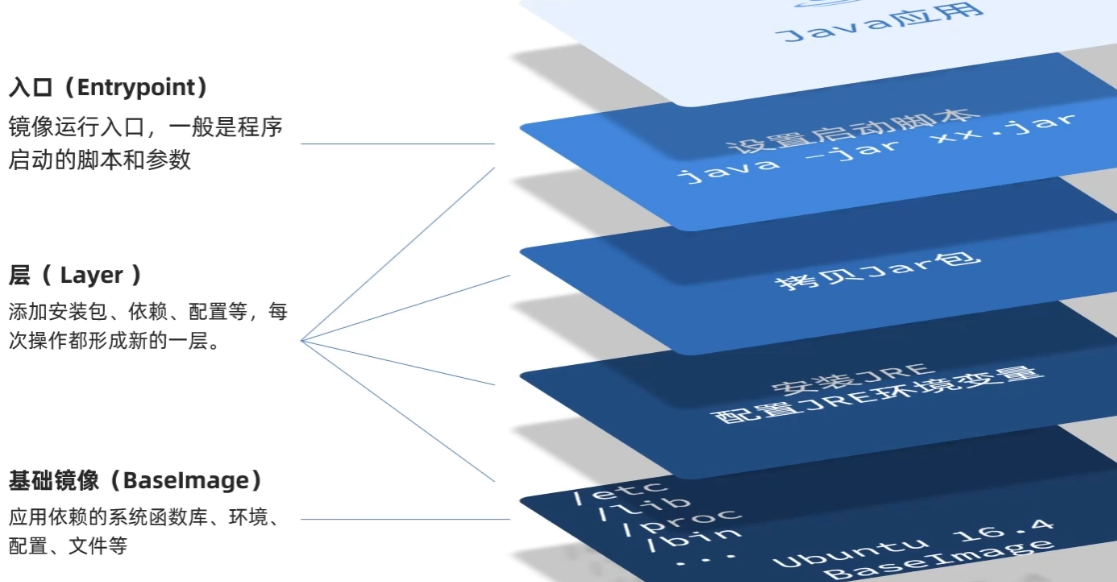 入口（Entrypoint）
镜像运行入口，一般是程序
启动的脚本和参数
层（ Layer ）
添加安装包、依赖、配置等，每
次操作都形成新的一层。
基础镜像（BaseImage）
应用依赖的系统函数库、环境、
配置、文件等
Java应用
设置启动脚本
java -jar xx.jar
拷贝Jar包
安装JRE
配置JRE环境变量
/etc
/lib
/proc
/bin
...
Ubuntu 16.4
BaseImage